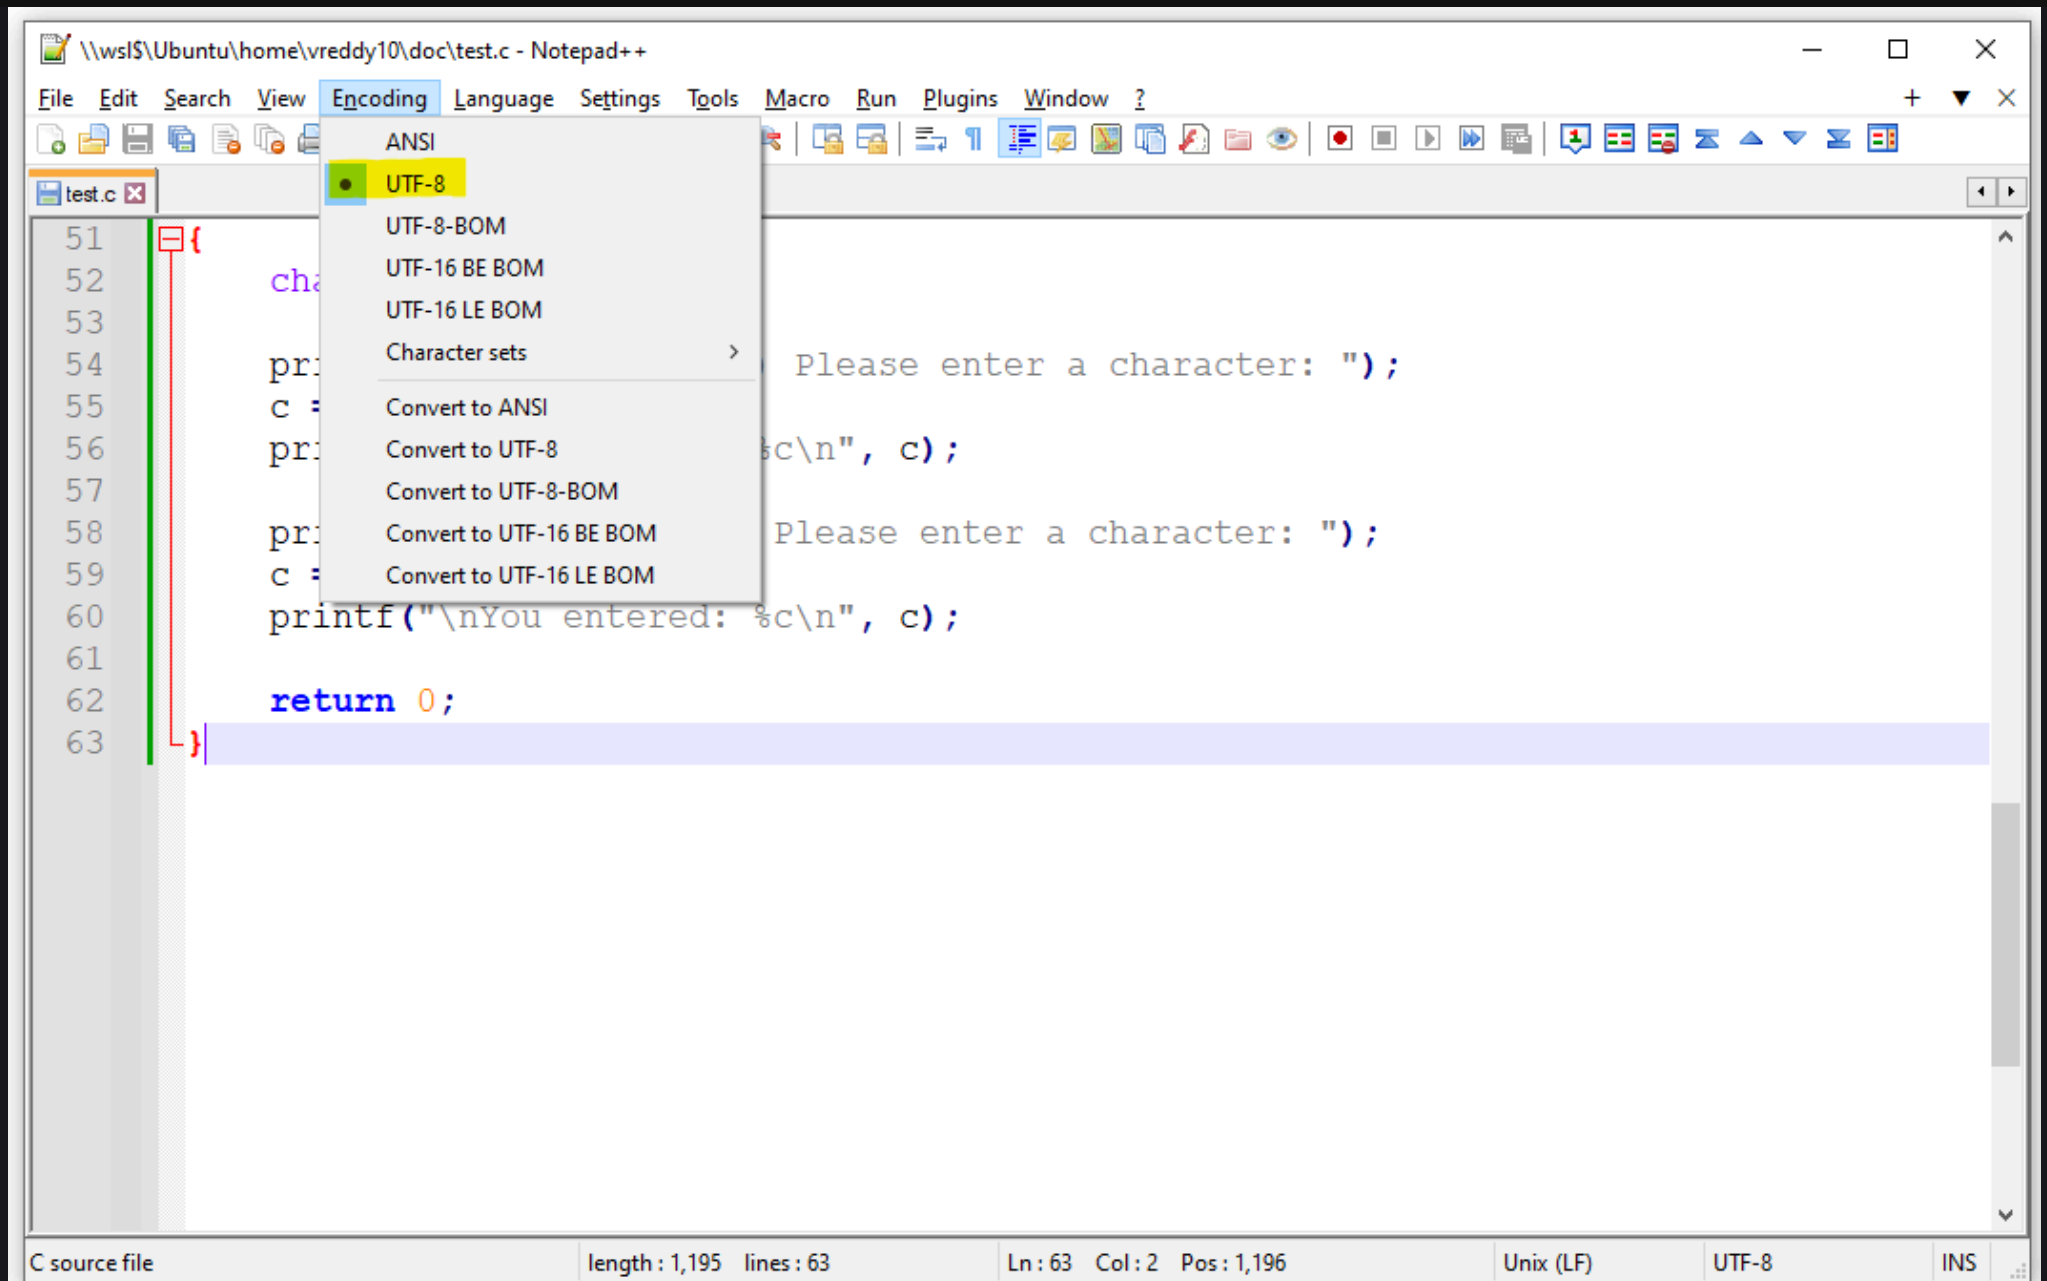 \\wsl$\Ubuntu\home\vreddy10\doc\test.c - Notepad++
File Edit Search View Encoding Language Settings Tools Macro Run Plugins Window ?
ANSI
UTF-8
UTF-8-BOM
UTF-16 BE BOM
UTF-16 LE BOM
Character sets
Convert to ANSI
Convert to UTF-8
Convert to UTF-8-BOM
Convert to UTF-16 BE BOM
Convert to UTF-16 LE BOM
test.c
51 {
52
53
54 Please enter a character: ");
55 c =
56 %c\n", c);
57
58 Please enter a character: ");
59 c =
60 printf("\nYou entered: %c\n", c);
61
62 return 0;
63 }
C source file length : 1,195 lines : 63 Ln : 63 Col : 2 Pos : 1,196 Unix (LF) UTF-8 INS